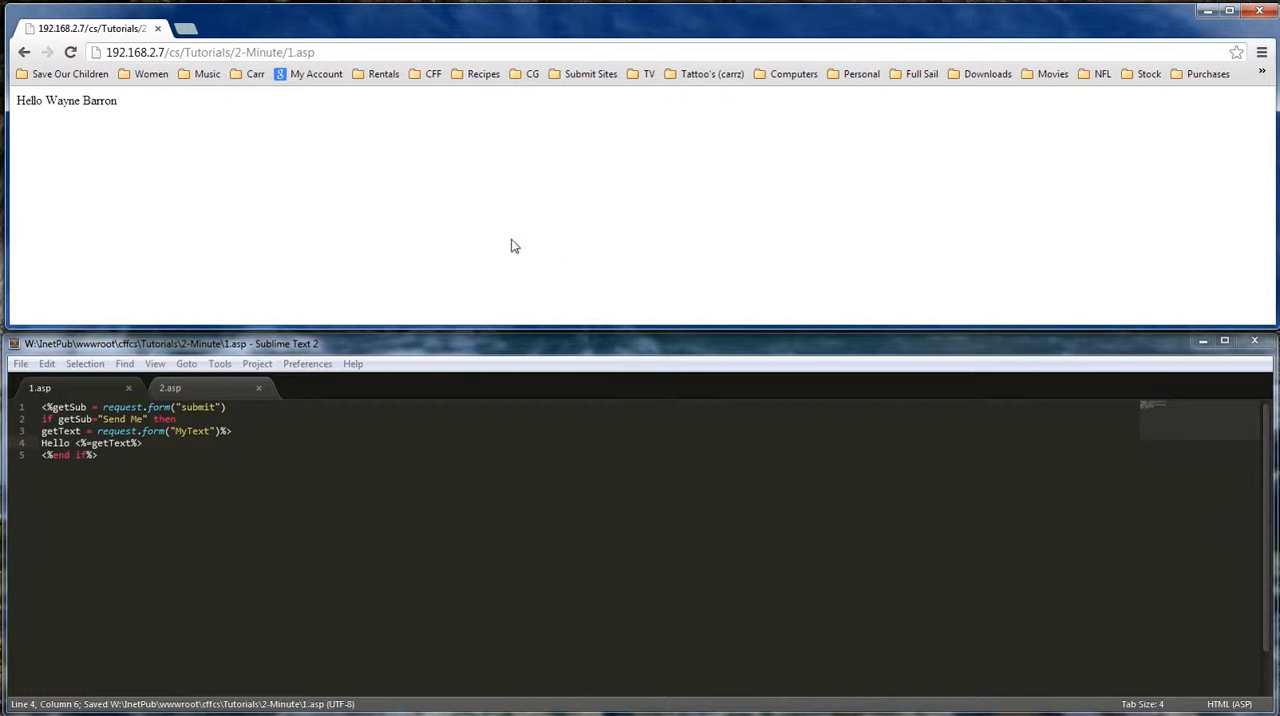 192.168.2.7/cs/Tutorials/2
192.168.2.7/cs/Tutorials/2-Minute/1.asp
Save Our Children Women Music Carr My Account Rentals CFF Recipes CG Submit Sites TV Tattoo's (carrz) Computers Personal Full Sail Downloads Movies NFL Stock Purchases »
Hello Wayne Barron
W:\InetPub\wwwroot\cffcs\Tutorials\2-Minute\1.asp - Sublime Text 2
File Edit Selection Find View Goto Tools Project Preferences Help
1.asp 2.asp
1 <%getSub = request.form("submit")
2 if getSub="Send Me" then
3 getText = request.form("MyText")%>
4 Hello <%=getText%>
5 <%end if%>
Line 4, Column 6; Saved W:\InetPub\wwwroot\cffcs\Tutorials\2-Minute\1.asp (UTF-8) Tab Size: 4 HTML (ASP)